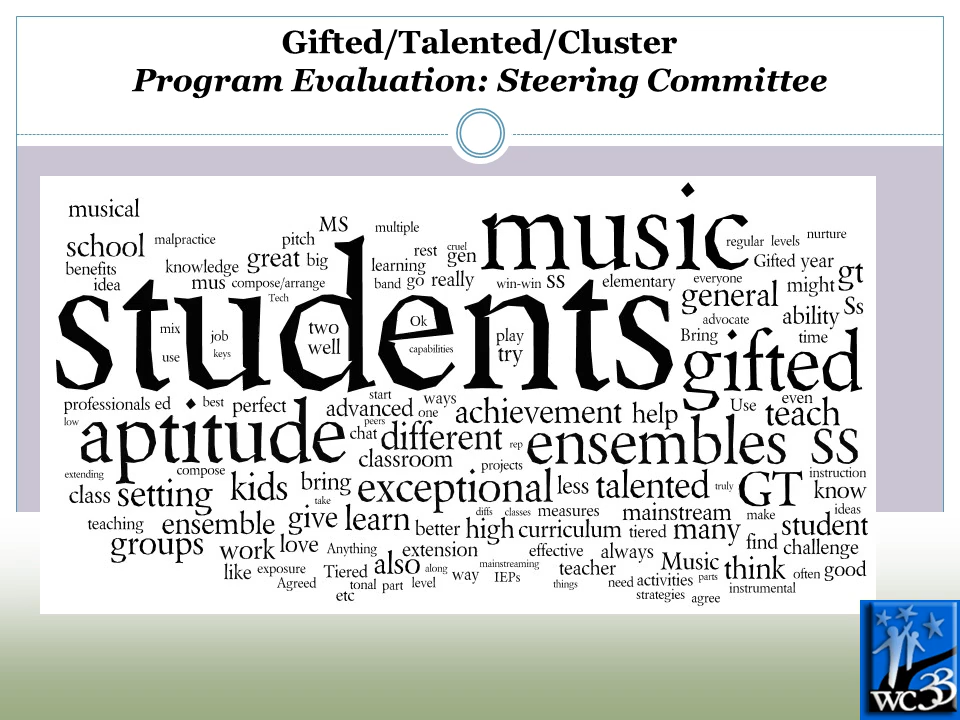 Gifted/Talented/Cluster
Program Evaluation: Steering Committee
musical
music
MS
multiple
school
malpractice
pitch
rest
cruel
gen
regular levels
nurture
benefits
knowledge
great
big
learning
Gifted
year
gt
idea
mus
compose/arrange
band
go
really
win-win
ss
elementary
everyone
might
Tech
students
general
ability
Ss
mix
job
two
Ok
play
advocate
Bring
time
use
keys
well
capabilities
try
gifted
professionals
ed
best
perfect
start
ways
advanced
one
achievement
help
Use
even
teach
low
aptitude
peers
chat
different
rep
ensembles
ss
classroom
projects
extending
compose
bring
exceptional
less
talented
truly
GT
instruction
know
class
setting
kids
take
diffs
classes
measures
mainstream
make
ideas
teaching
ensemble
give
learn
better
high
curriculum
tiered
many
student
groups
work
love
Anything
extension
effective
always
find
challenge
like
exposure
Tiered
also
along
way
mainstreaming
IEPs
teacher
Music
think
often
good
Agreed
tonal
part
level
things
need
activities
parts
instrumental
etc
strategies
agree
WC33